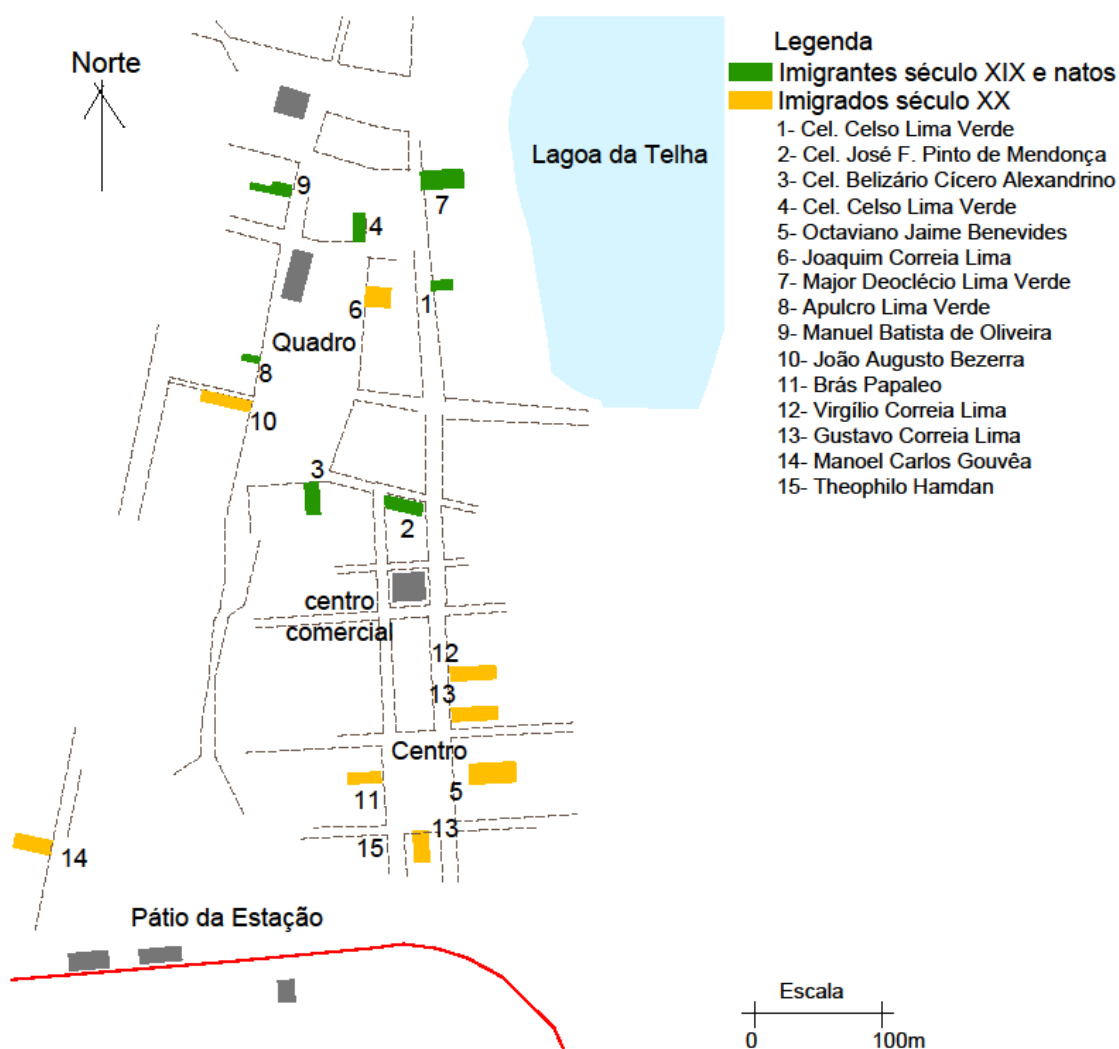 Norte
Lagoa da Telha
Legenda
Imigrantes século XIX e natos
Imigrados século XX
1- Cel. Celso Lima Verde
2- Cel. José F. Pinto de Mendonça
3- Cel. Belizário Cícero Alexandrino
4- Cel. Celso Lima Verde
5- Octaviano Jaime Benevides
6- Joaquim Correia Lima
7- Major Deoclécio Lima Verde
8- Apulcro Lima Verde
9- Manuel Batista de Oliveira
10- João Augusto Bezerra
11- Brás Papaleo
12- Virgílio Correia Lima
13- Gustavo Correia Lima
14- Manoel Carlos Gouvêa
15- Theophilo Hamdan
9
7
4
1
6
Quadro
8
10
3
2
centro
comercial
12
13
Centro
11
5
13
15
14
Pátio da Estação
Escala
0
100m